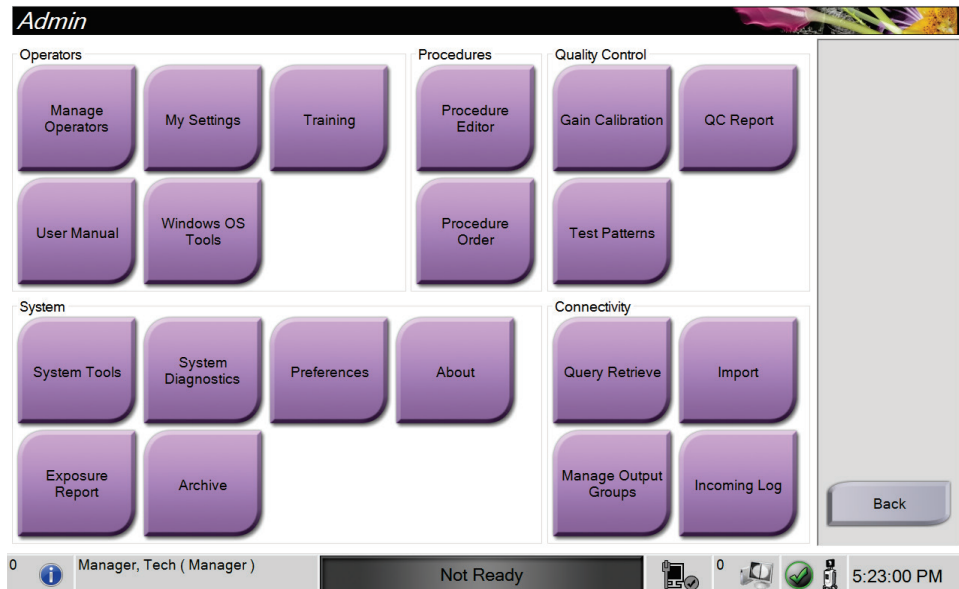 Admin
Operators
Manage
Operators
My Settings
Training
User Manual
Windows OS
Tools
Procedures
Procedure
Editor
Procedure
Order
Quality Control
Gain Calibration
QC Report
Test Patterns
System
System Tools
System
Diagnostics
Preferences
About
Exposure
Report
Archive
Connectivity
Query Retrieve
Import
Manage Output
Groups
Incoming Log
Back
0
Manager, Tech ( Manager )
Not Ready
0
5:23:00 PM